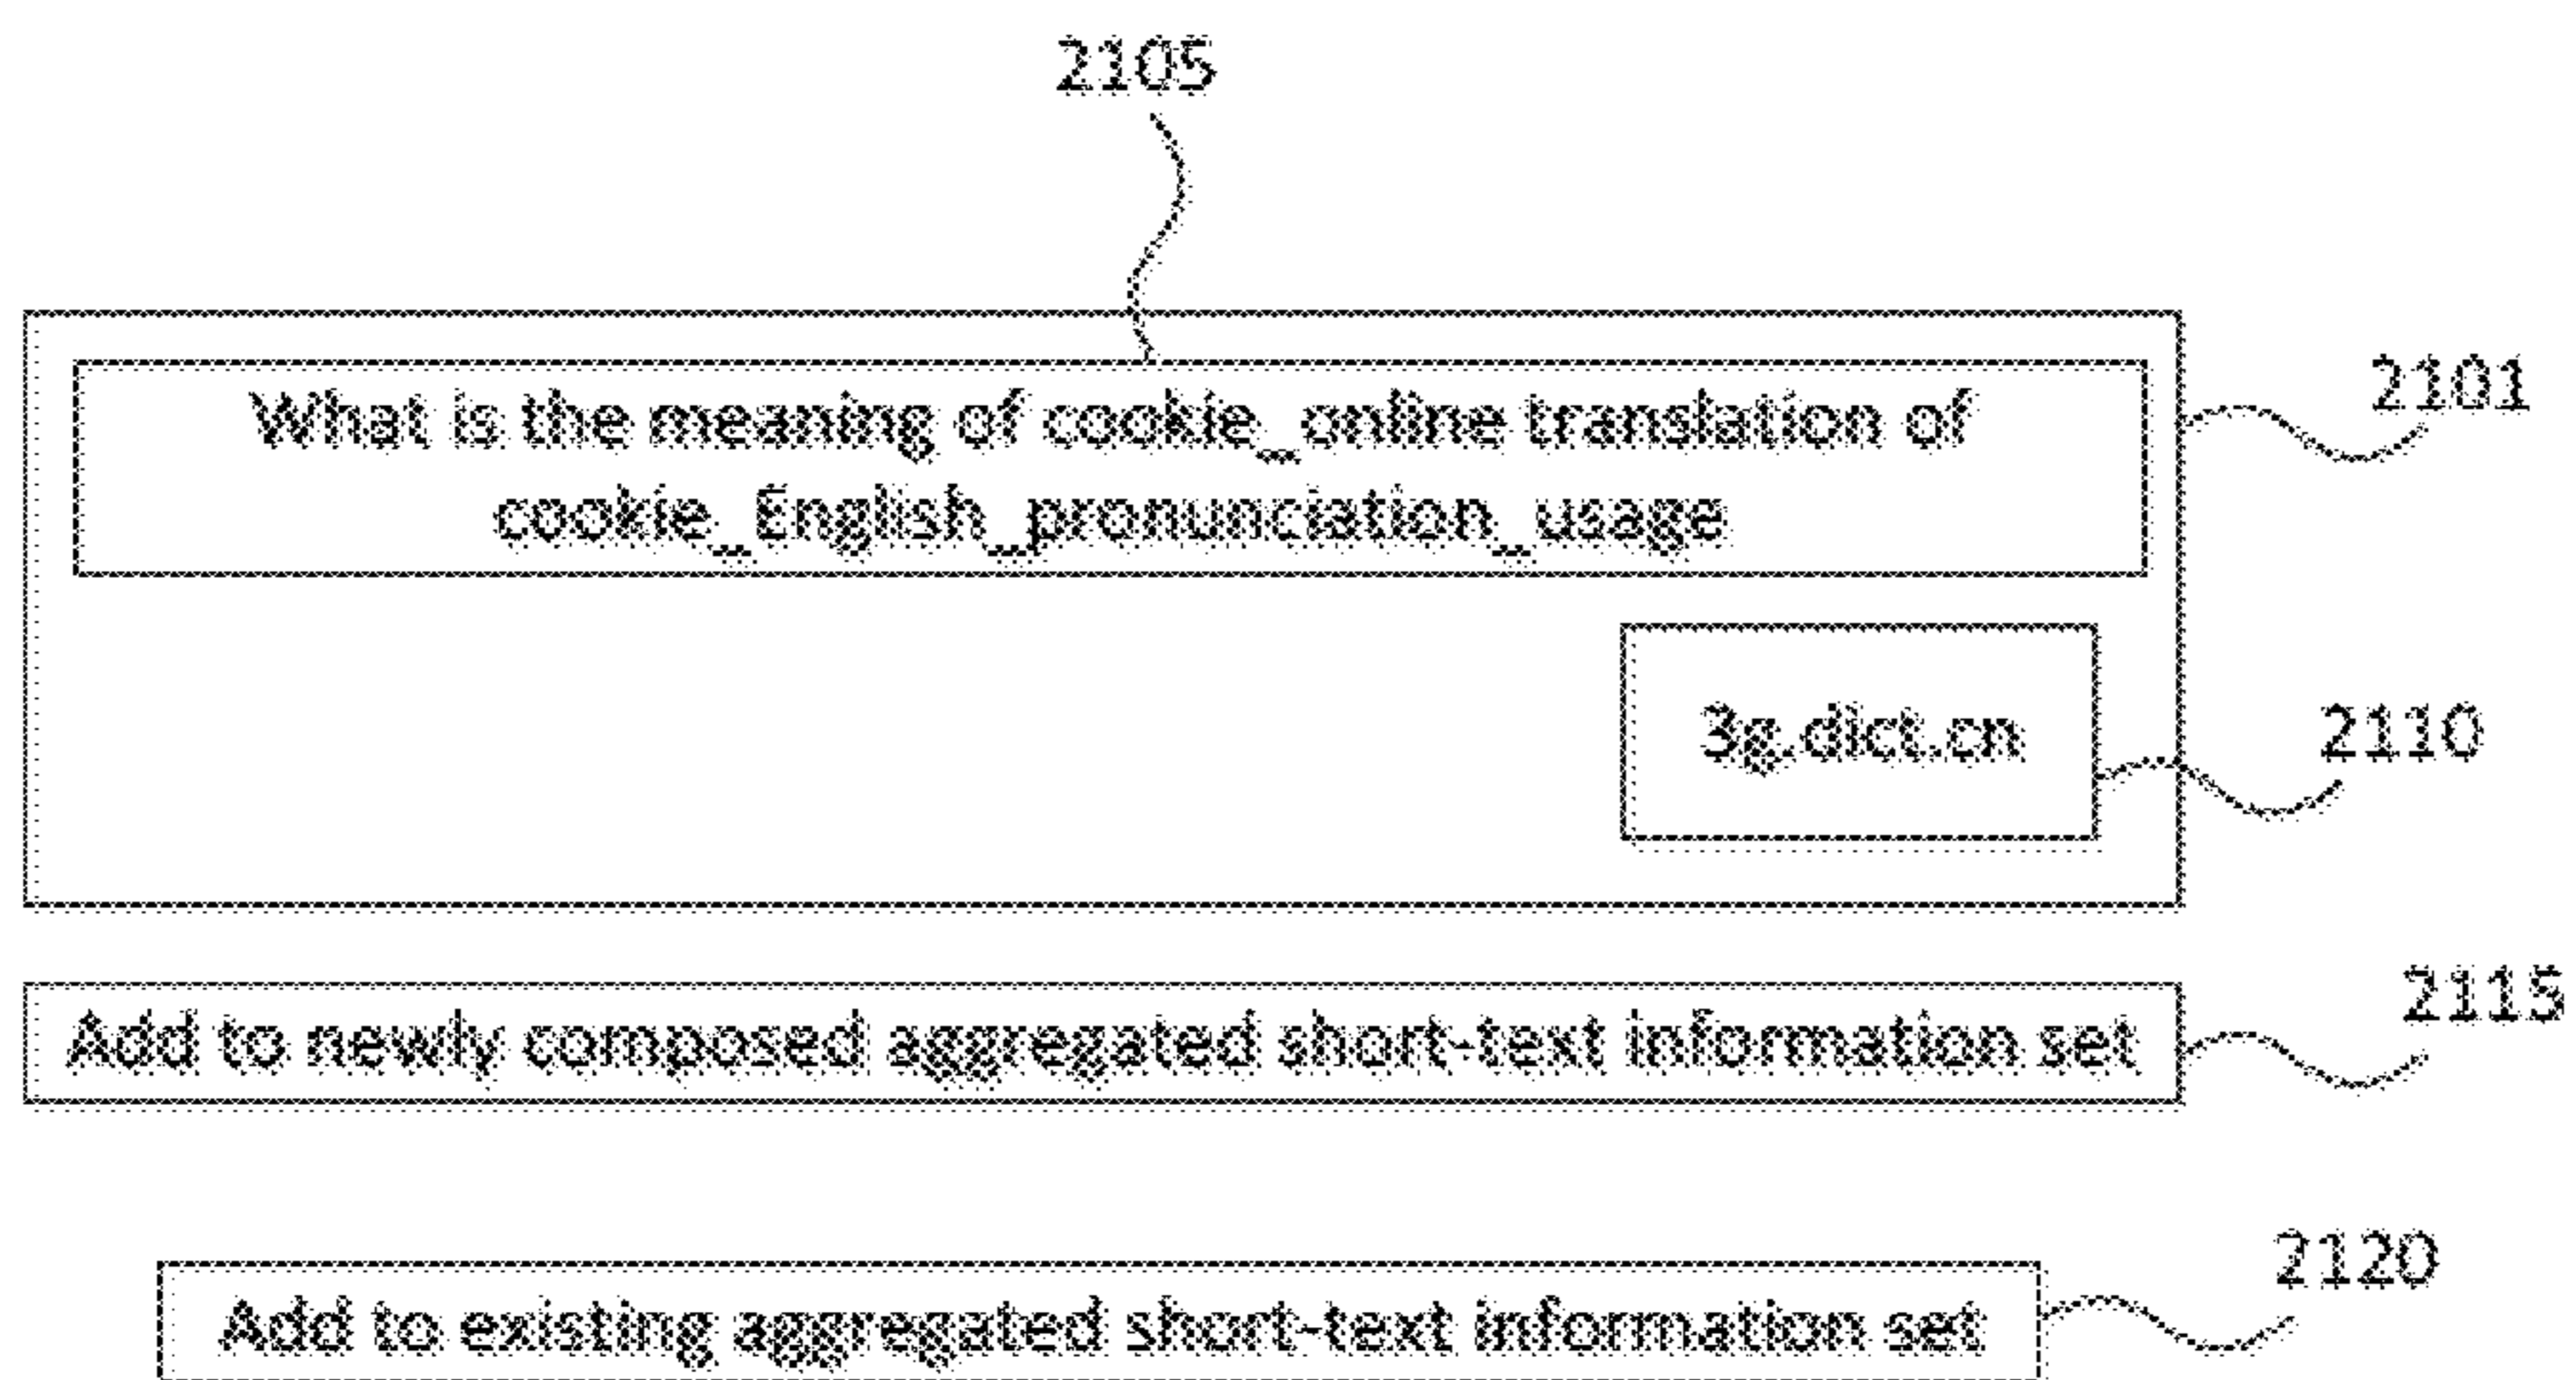 2105
What is the meaning of cookie_online translation of
cookie_English_pronunciation_usage
2101
3g.dict.cn
2110
Add to newly composed aggregated short-text information set
2115
Add to existing aggregated short-text information set
2120